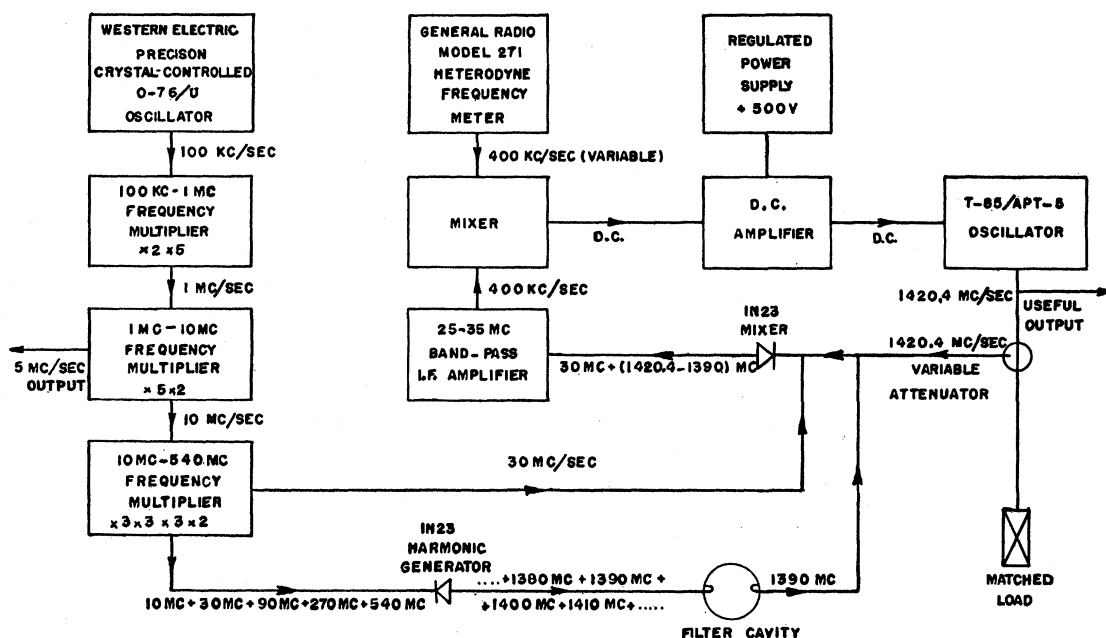 WESTERN ELECTRIC
PRECISON
CRYSTAL-CONTROLLED
0-76/U
OSCILLATOR
GENERAL RADIO
MODEL 271
HETERODYNE
FREQUENCY
METER
REGULATED
POWER
SUPPLY
+ 500V
100 KC/SEC
400 KC/SEC (VARIABLE)
100 KC - 1 MC
FREQUENCY
MULTIPLIER
×2 ×5
MIXER
D.C.
D.C.
AMPLIFIER
D.C.
T-85/APT-5
OSCILLATOR
1 MC/SEC
400 KC/SEC
1420.4 MC/SEC
USEFUL
OUTPUT
1 MC - 10 MC
FREQUENCY
MULTIPLIER
× 5 × 2
5 MC/SEC
OUTPUT
25-35 MC
BAND-PASS
I.F. AMPLIFIER
IN23
MIXER
30 MC + (1420.4-1390) MC
1420.4 MC/SEC
VARIABLE
ATTENUATOR
10 MC/SEC
10 MC - 540 MC
FREQUENCY
MULTIPLIER
× 3 × 3 × 3 × 2
30 MC/SEC
IN23
HARMONIC
GENERATOR
10 MC + 30 MC + 90 MC + 270 MC + 540 MC
.... +1380 MC + 1390 MC +
+1400 MC + 1410 MC + .....
1390 MC
FILTER CAVITY
MATCHED
LOAD